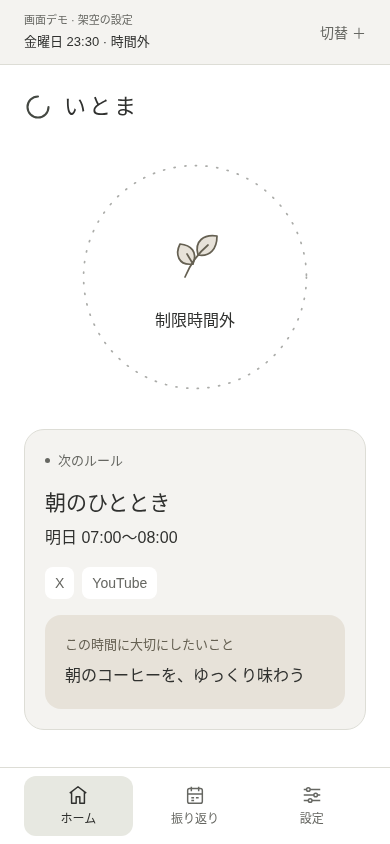 画面デモ · 架空の設定
金曜日 23:30 · 時間外
切替 ＋
いとま
制限時間外
次のルール
朝のひととき
明日 07:00〜08:00
X
YouTube
この時間に大切にしたいこと
朝のコーヒーを、ゆっくり味わう
ホーム
振り返り
設定